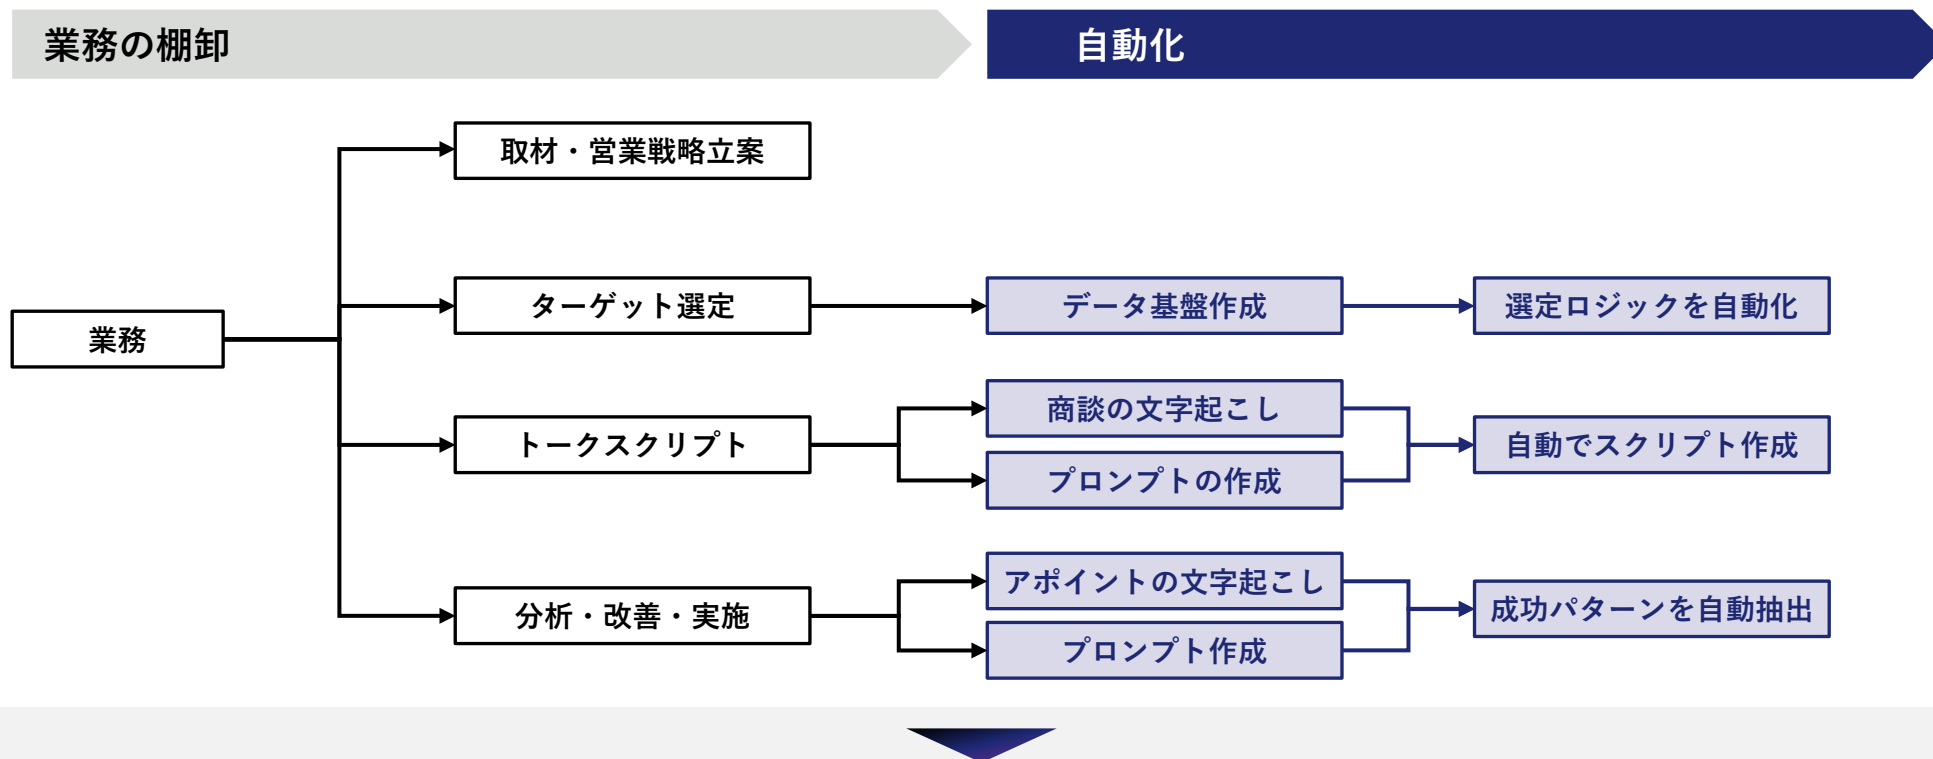 業務の棚卸
自動化
取材・営業戦略立案
ターゲット選定
データ基盤作成
選定ロジックを自動化
業務
商談の文字起こし
トークスクリプト
自動でスクリプト作成
プロンプトの作成
アポイントの文字起こし
分析・改善・実施
成功パターンを自動抽出
プロンプト作成